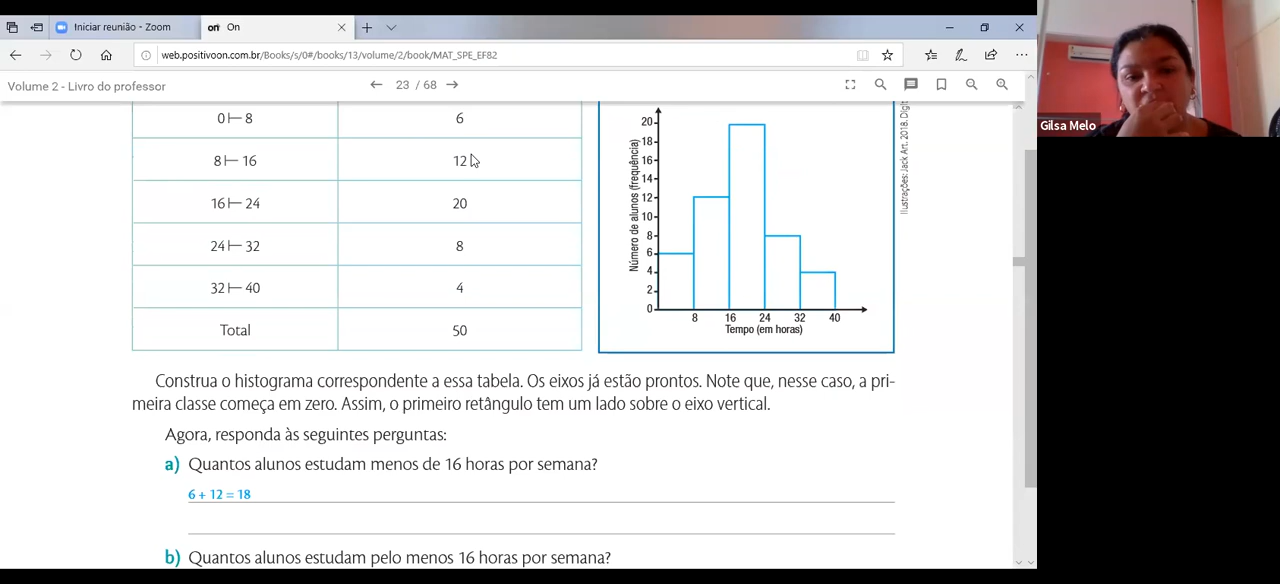 Iniciar reunião - Zoom
On
web.positivoon.com.br/Books/s/0#/books/13/volume/2/book/MAT_SPE_EF82
Volume 2 - Livro do professor
23 / 68
0 ⊢ 8 6
8 ⊢ 16 12
16 ⊢ 24 20
24 ⊢ 32 8
32 ⊢ 40 4
Total 50
Número de alunos (frequência)
20
18
16
14
12
10
8
6
4
2
0
8 16 24 32 40
Tempo (em horas)
Ilustrações: Jack Art. 2018.
Construa o histograma correspondente a essa tabela. Os eixos já estão prontos. Note que, nesse caso, a pri-
meira classe começa em zero. Assim, o primeiro retângulo tem um lado sobre o eixo vertical.
Agora, responda às seguintes perguntas:
a) Quantos alunos estudam menos de 16 horas por semana?
6 + 12 = 18
b) Quantos alunos estudam pelo menos 16 horas por semana?
Gilsa Melo